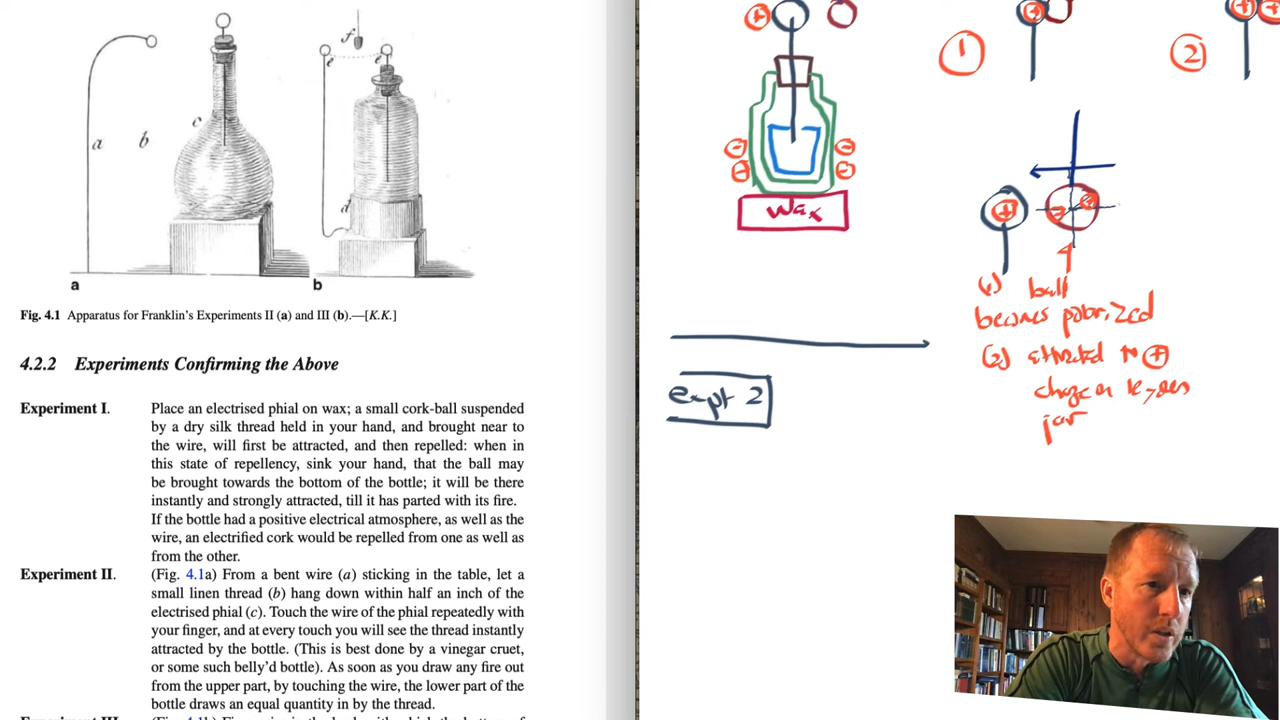 f
e
e
a
b
c
d
a
b
Fig. 4.1 Apparatus for Franklin's Experiments II (a) and III (b).—[K.K.]
4.2.2 Experiments Confirming the Above
Experiment I. Place an electrised phial on wax; a small cork-ball suspended
by a dry silk thread held in your hand, and brought near to
the wire, will first be attracted, and then repelled: when in
this state of repellency, sink your hand, that the ball may
be brought towards the bottom of the bottle; it will be there
instantly and strongly attracted, till it has parted with its fire.
If the bottle had a positive electrical atmosphere, as well as the
wire, an electrified cork would be repelled from one as well as
from the other.
Experiment II. (Fig. 4.1a) From a bent wire (a) sticking in the table, let a
small linen thread (b) hang down within half an inch of the
electrised phial (c). Touch the wire of the phial repeatedly with
your finger, and at every touch you will see the thread instantly
attracted by the bottle. (This is best done by a vinegar cruet,
or some such belly'd bottle). As soon as you draw any fire out
from the upper part, by touching the wire, the lower part of the
bottle draws an equal quantity in by the thread.
+
+
+ +
1
2
- -
- -
Wax
+ -
(1) ball
becomes polarized
(2) attracted to +
charge on leyden
jar
expt 2